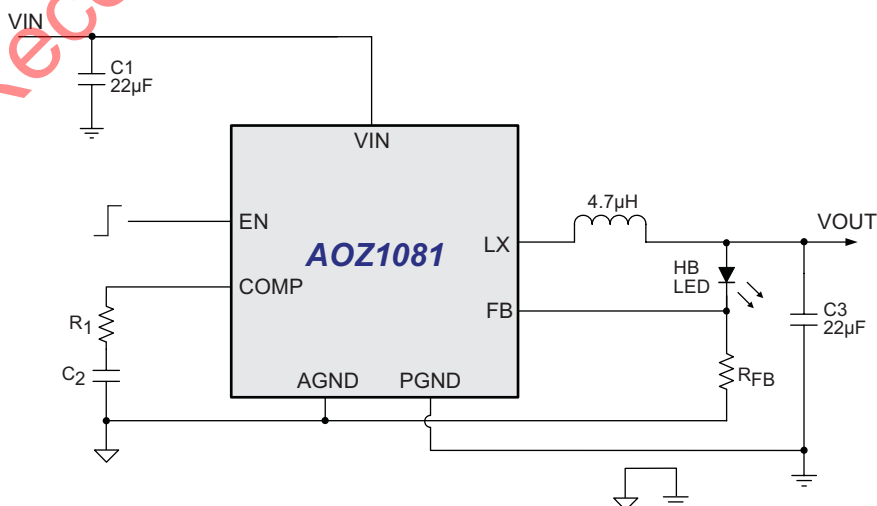 VIN
C1
22µF
VIN
EN
AOZ1081
LX
4.7µH
VOUT
COMP
HB
LED
FB
C3
22µF
R1
C2
RFB
AGND
PGND